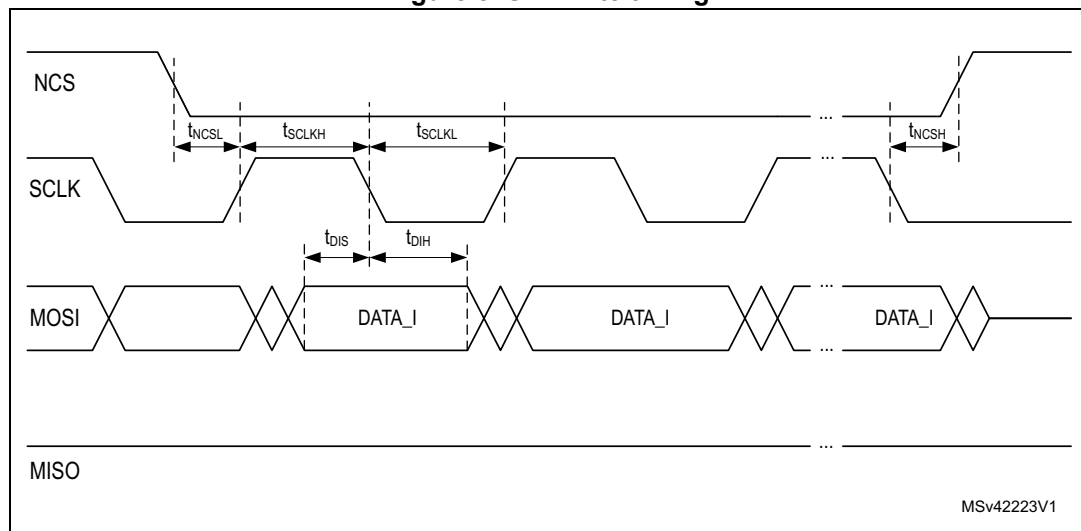 NCS
...
tNCSL tSCLKH tSCLKL tNCSH
SCLK
...
tDIS tDIH
...
MOSI DATA_I DATA_I DATA_I
...
...
MISO
MSv42223V1